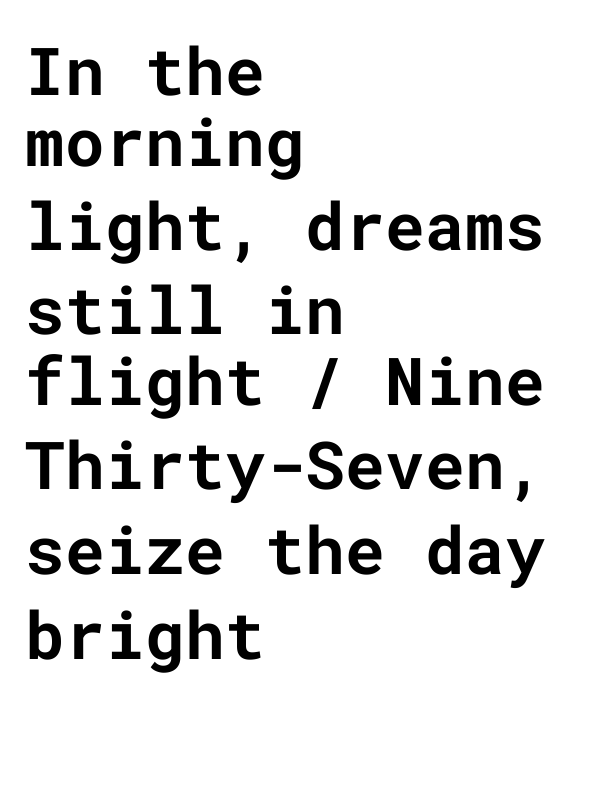 In the
morning
light, dreams
still in
flight / Nine
Thirty-Seven,
seize the day
bright